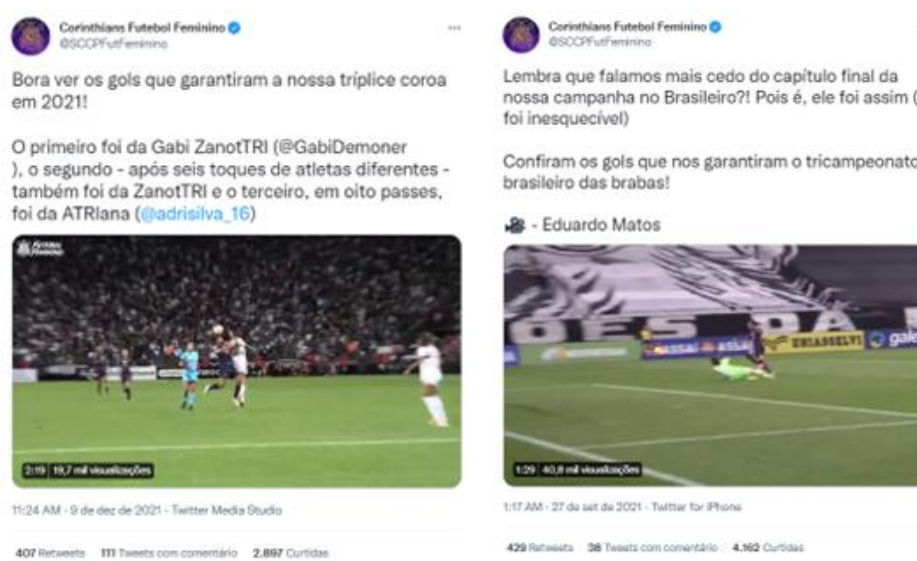 Corinthians Futebol Feminino
@SCCPFutFeminino
Bora ver os gols que garantiram a nossa tríplice coroa
em 2021!
O primeiro foi da Gabi ZanotTRI (@GabiDemoner
), o segundo - após seis toques de atletas diferentes -
também foi da ZanotTRI e o terceiro, em oito passes,
foi da ATRIana (@adrisilva_16)
2:19 19,7 mil visualizações
11:24 AM · 9 de dez de 2021 · Twitter Media Studio
407 Retweets 111 Tweets com comentário 2.897 Curtidas
Corinthians Futebol Feminino
@SCCPFutFeminino
Lembra que falamos mais cedo do capítulo final da
nossa campanha no Brasileiro?! Pois é, ele foi assim (
foi inesquecível)
Confiram os gols que nos garantiram o tricampeonato
brasileiro das brabas!
- Eduardo Matos
ASSAÍ
UNIASSELVI
1:29 40,8 mil visualizações
1:17 AM · 27 de set de 2021 · Twitter for iPhone
429 Retweets 38 Tweets com comentário 4.162 Curtidas